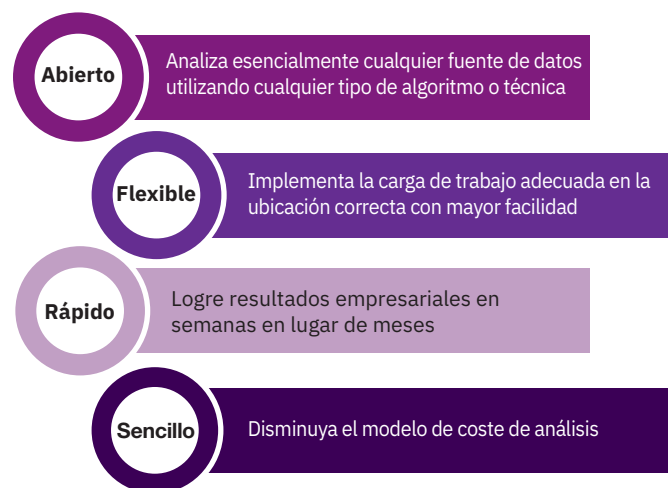 Abierto
Analiza esencialmente cualquier fuente de datos
utilizando cualquier tipo de algoritmo o técnica
Flexible
Implementa la carga de trabajo adecuada en la
ubicación correcta con mayor facilidad
Rápido
Logre resultados empresariales en
semanas en lugar de meses
Sencillo
Disminuya el modelo de coste de análisis